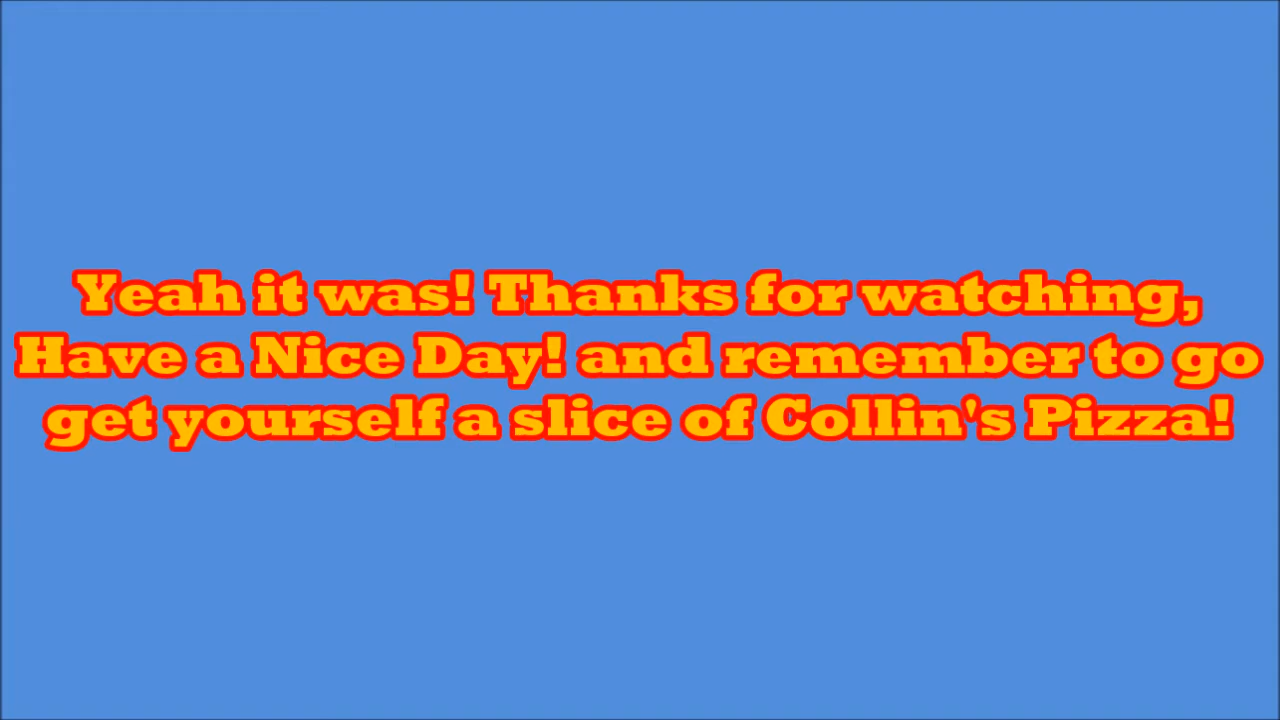 Yeah it was! Thanks for watching,
Have a Nice Day! and remember to go
get yourself a slice of Collin's Pizza!